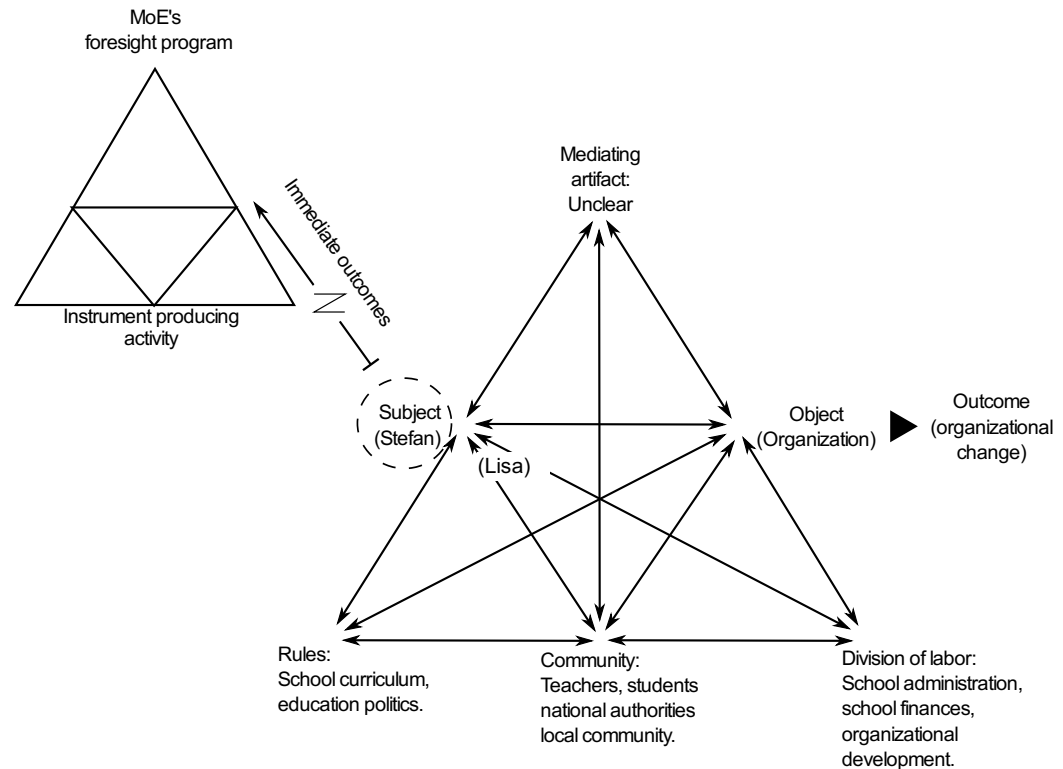 MoE's
foresight program
Instrument producing
activity
Immediate outcomes
Mediating
artifact:
Unclear
Subject
(Stefan)
(Lisa)
Object
(Organization)
Outcome
(organizational
change)
Rules:
School curriculum,
education politics.
Community:
Teachers, students
national authorities
local community.
Division of labor:
School administration,
school finances,
organizational
development.